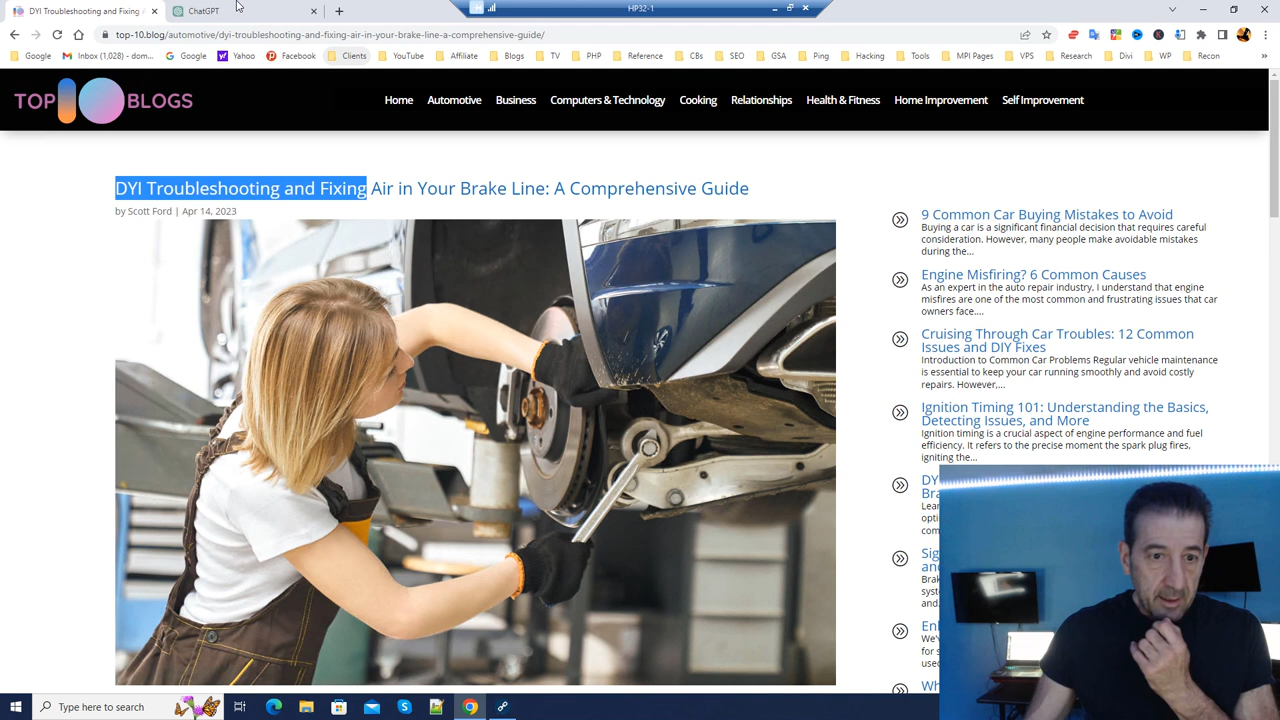 DYI Troubleshooting and Fixing A
ChatGPT
HP32-1
top-10.blog/automotive/dyi-troubleshooting-and-fixing-air-in-your-brake-line-a-comprehensive-guide/
Google
Inbox (1,028) - dom...
Google
Yahoo
Facebook
Clients
YouTube
Affiliate
Blogs
TV
PHP
Reference
CBs
SEO
GSA
Ping
Hacking
Tools
MPI Pages
VPS
Research
Divi
WP
Recon
TOP 10 BLOGS
Home Automotive Business Computers & Technology Cooking Relationships Health & Fitness Home Improvement Self Improvement
DYI Troubleshooting and Fixing Air in Your Brake Line: A Comprehensive Guide
by Scott Ford | Apr 14, 2023
9 Common Car Buying Mistakes to Avoid
Buying a car is a significant financial decision that requires careful
consideration. However, many people make avoidable mistakes
during the...
Engine Misfiring? 6 Common Causes
As an expert in the auto repair industry, I understand that engine
misfires are one of the most common and frustrating issues that car
owners face....
Cruising Through Car Troubles: 12 Common
Issues and DIY Fixes
Introduction to Common Car Problems Regular vehicle maintenance
is essential to keep your car running smoothly and avoid costly
repairs. However,...
Ignition Timing 101: Understanding the Basics,
Detecting Issues, and More
Ignition timing is a crucial aspect of engine performance and fuel
efficiency. It refers to the precise moment the spark plug fires,
igniting the...
Type here to search